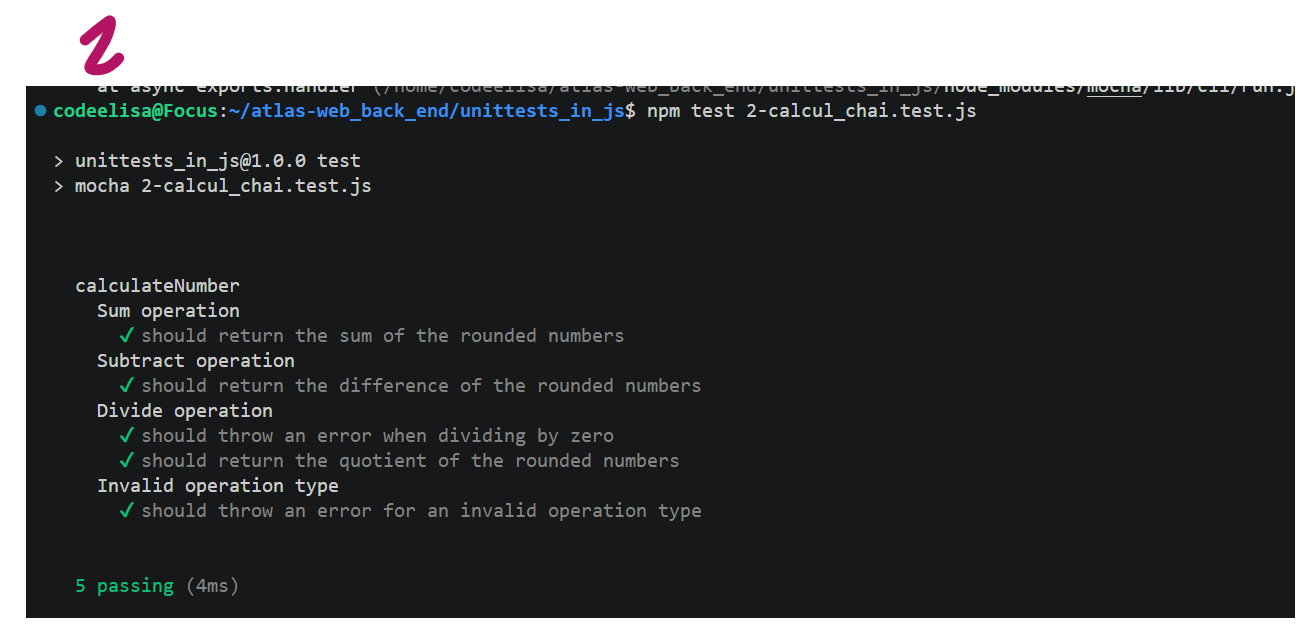 2
at async exports.handler (/home/codeelisa/atlas-web_back_end/unittests_in_js/node_modules/mocha/lib/cli/run.j
codeelisa@Focus:~/atlas-web_back_end/unittests_in_js$ npm test 2-calcul_chai.test.js
> unittests_in_js@1.0.0 test
> mocha 2-calcul_chai.test.js
calculateNumber
Sum operation
✓ should return the sum of the rounded numbers
Subtract operation
✓ should return the difference of the rounded numbers
Divide operation
✓ should throw an error when dividing by zero
✓ should return the quotient of the rounded numbers
Invalid operation type
✓ should throw an error for an invalid operation type
5 passing (4ms)